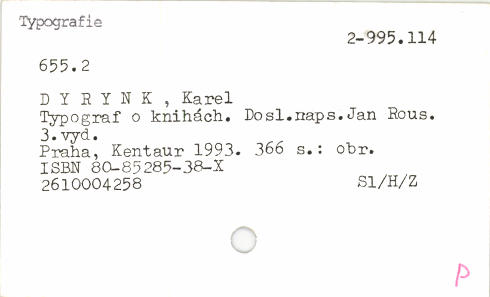 Typografie
2-995.114
655.2
D Y R Y N K , Karel
Typograf o knihách. Dosl.naps.Jan Rous.
3.vyd.
Praha, Kentaur 1993. 366 s.: obr.
ISBN 80-85285-38-X
2610004258 Sl/H/Z
p